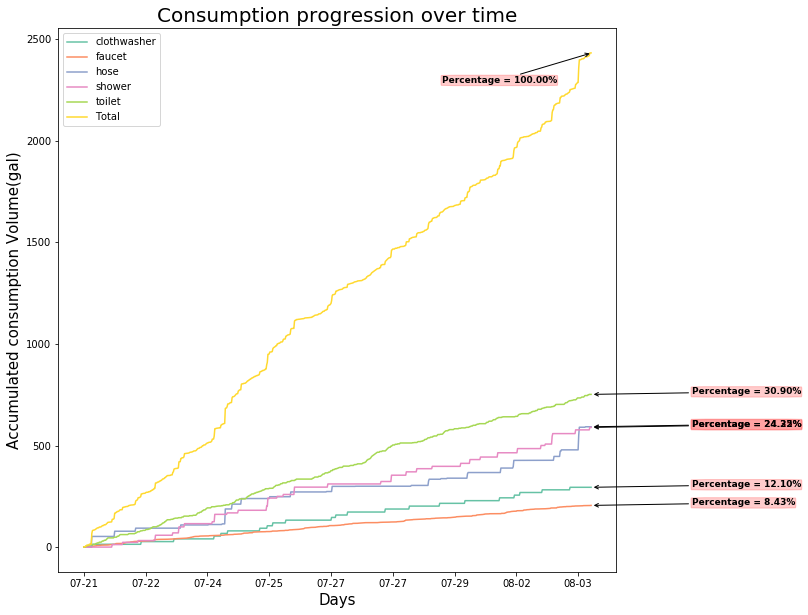 Consumption progression over time
clothwasher
faucet
hose
shower
toilet
Total
Accumulated consumption Volume(gal)
2500
2000
1500
1000
500
0
Percentage = 100.00%
Percentage = 30.90%
Percentage =
Percentage = 12.10%
Percentage = 8.43%
07-21 07-22 07-24 07-25 07-27 07-27 07-29 08-02 08-03
Days